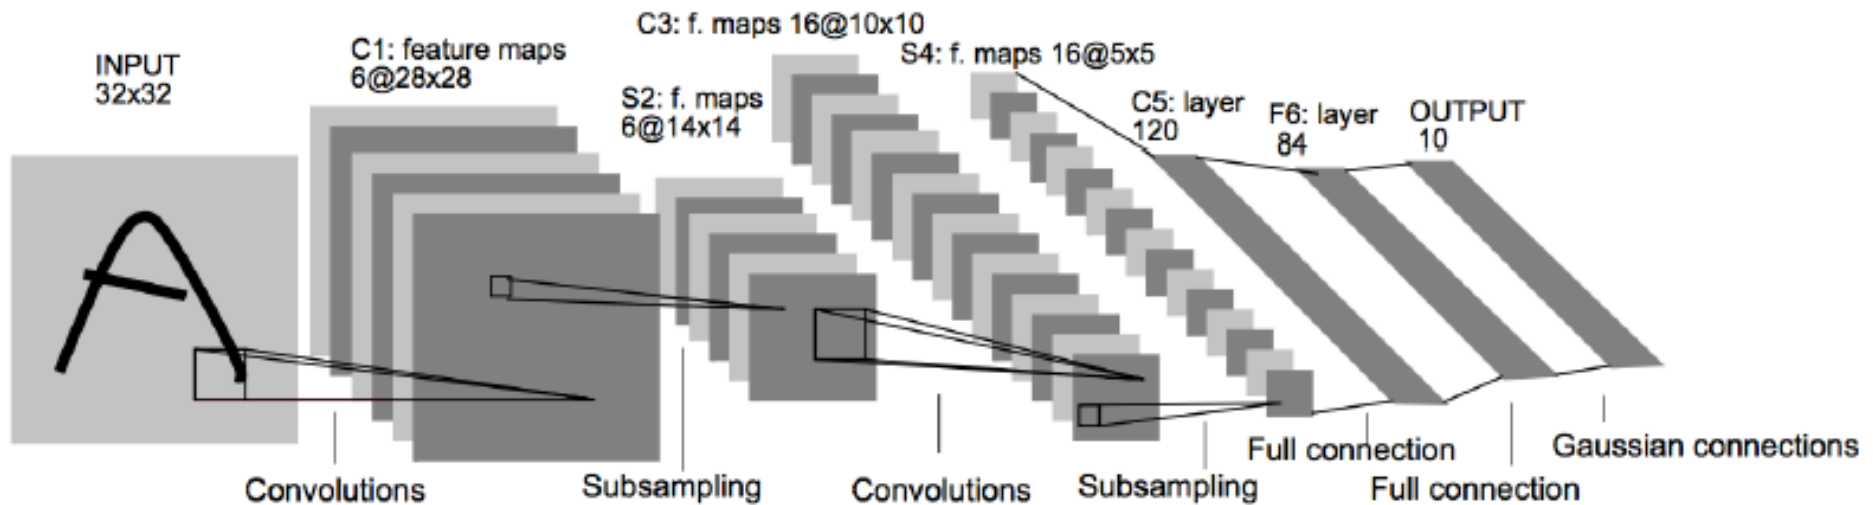 INPUT
32x32
C1: feature maps
6@28x28
S2: f. maps
6@14x14
C3: f. maps 16@10x10
S4: f. maps 16@5x5
C5: layer
120
F6: layer
84
OUTPUT
10
A
Convolutions
Subsampling
Convolutions
Subsampling
Full connection
Full connection
Gaussian connections